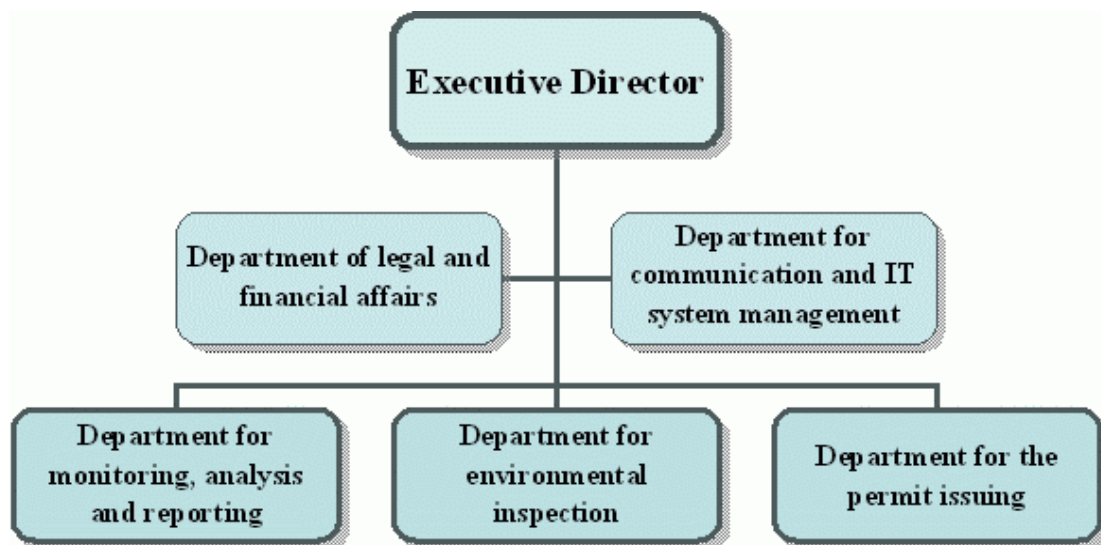 Executive Director
Department of legal and
financial affairs
Department for
communication and IT
system management
Department for
monitoring, analysis
and reporting
Department for
environmental
inspection
Department for the
permit issuing